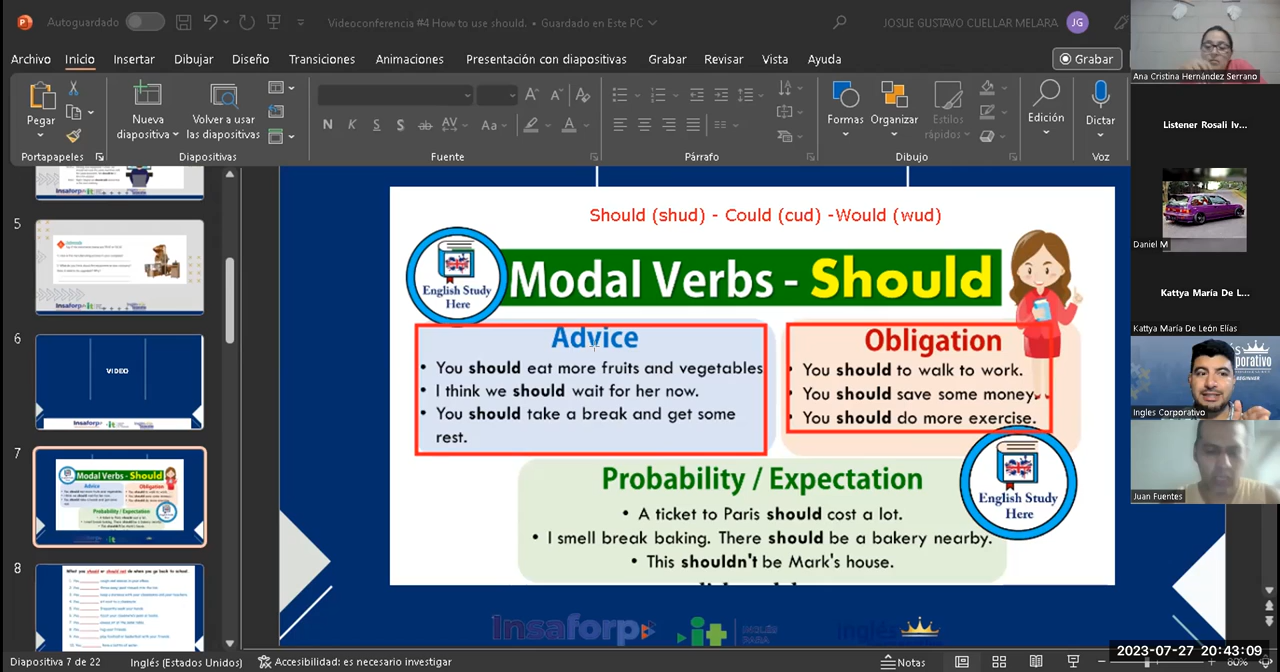 Autoguardado
Videoconferencia #4 How to use should. • Guardado en Este PC
JOSUE GUSTAVO CUELLAR MELARA
JG
Archivo Inicio Insertar Dibujar Diseño Transiciones Animaciones Presentación con diapositivas Grabar Revisar Vista Ayuda
Grabar
Pegar
Nueva diapositiva
Volver a usar las diapositivas
Formas
Organizar
Estilos rápidos
Edición
Dictar
Portapapeles Diapositivas Fuente Párrafo Dibujo Voz
5
6
VIDEO
7
Modal Verbs - Should
8
Should (shud) - Could (cud) -Would (wud)
English Study
Here
Modal Verbs - Should
Advice
• You should eat more fruits and vegetables
• I think we should wait for her now.
• You should take a break and get some
rest.
Obligation
You should to walk to work.
You should save some money.
You should do more exercise.
Probability / Expectation
• A ticket to Paris should cost a lot.
• I smell break baking. There should be a bakery nearby.
• This shouldn't be Mark's house.
English Study
Here
Insaforp
it
INGLÉS
PARA
Ana Cristina Hernández Serrano
Listener Rosali Iv...
Daniel M
Kattya María De L...
Kattya María De León Elías
Ingles Corporativo
Juan Fuentes
Diapositiva 7 de 22
Inglés (Estados Unidos)
Accesibilidad: es necesario investigar
Notas
2023-07-27 20:43:09
80%